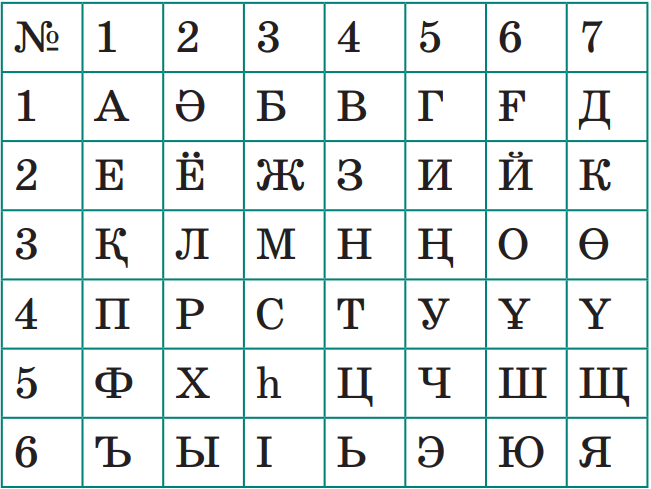 № 1 2 3 4 5 6 7
1 А Ә Б В Г Ғ Д
2 Е Ё Ж З И Й К
3 Қ Л М Н Ң О Ө
4 П Р С Т У Ұ Ү
5 Ф Х һ Ц Ч Ш Щ
6 Ъ Ы І Ь Э Ю Я